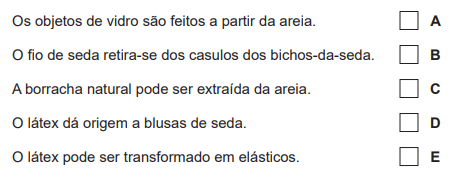 Os objetos de vidro são feitos a partir da areia. A
O fio de seda retira-se dos casulos dos bichos-da-seda. B
A borracha natural pode ser extraída da areia. C
O látex dá origem a blusas de seda. D
O látex pode ser transformado em elásticos. E